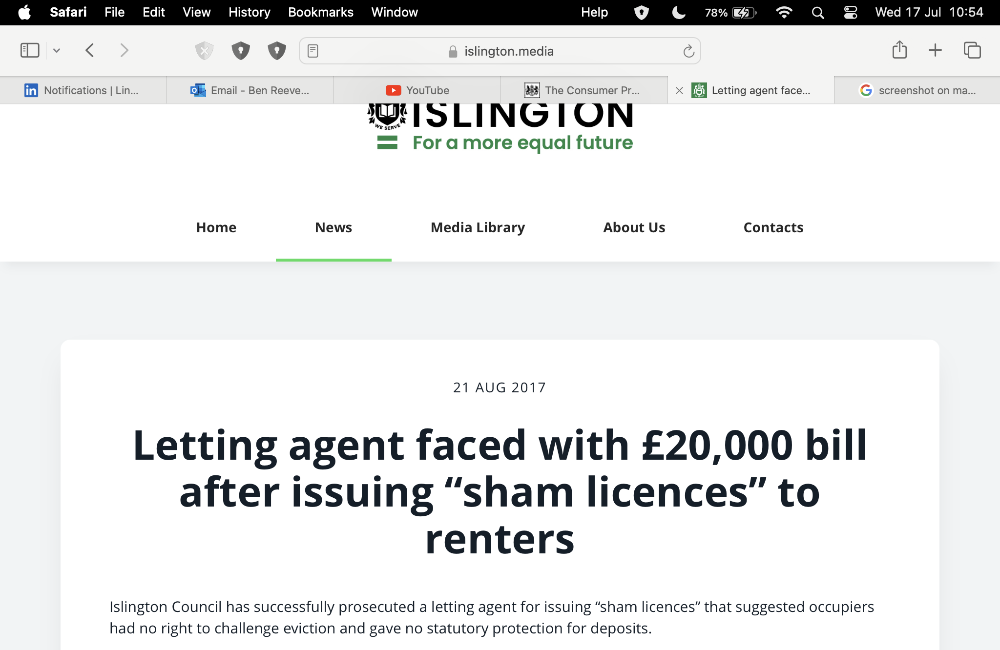 Safari File Edit View History Bookmarks Window Help 78% Wed 17 Jul 10:54
islington.media
in Notifications | Lin... Email - Ben Reeve... YouTube The Consumer Pr... Letting agent face... screenshot on ma...
ISLINGTON
WE SERVE
For a more equal future
Home News Media Library About Us Contacts
21 AUG 2017
Letting agent faced with £20,000 bill
after issuing “sham licences” to
renters
Islington Council has successfully prosecuted a letting agent for issuing “sham licences” that suggested occupiers
had no right to challenge eviction and gave no statutory protection for deposits.